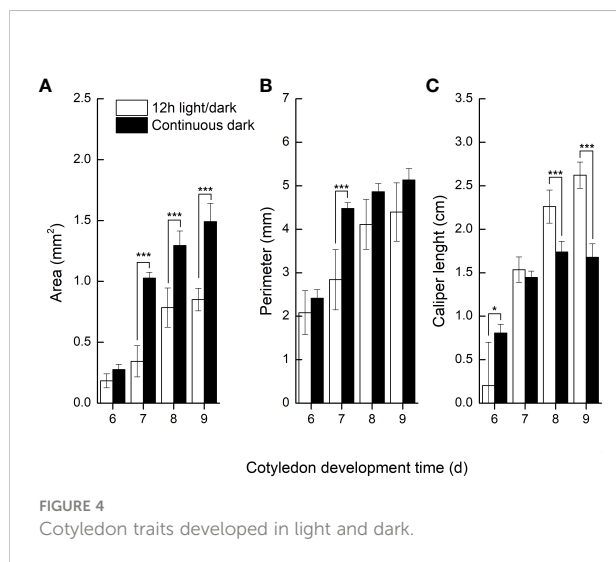 A
B
C
12h light/dark
Continuous dark
Area (mm²)
2.5
2.0
1.5
1.0
0.5
0.0
***
***
***
6 7 8 9
Perimeter (mm)
7
6
5
4
3
2
1
0
***
6 7 8 9
Caliper lenght (cm)
3.5
3.0
2.5
2.0
1.5
1.0
0.5
0.0
*
***
***
6 7 8 9
Cotyledon development time (d)
FIGURE 4
Cotyledon traits developed in light and dark.